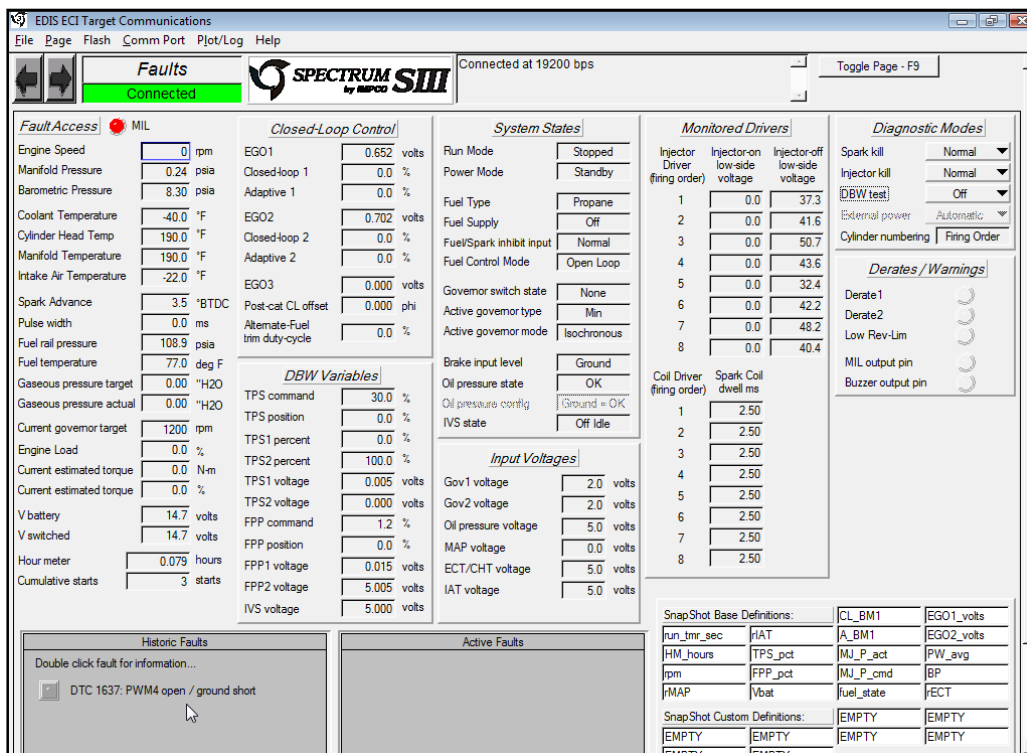 EDIS ECI Target Communications
File Page Flash Comm Port Plot/Log Help
Faults
Connected
SPECTRUM SIII
by IMPCO
Connected at 19200 bps
Toggle Page - F9
Fault Access MIL
Engine Speed 0 rpm
Manifold Pressure 0.24 psia
Barometric Pressure 8.30 psia
Coolant Temperature -40.0 °F
Cylinder Head Temp 190.0 °F
Manifold Temperature 190.0 °F
Intake Air Temperature -22.0 °F
Spark Advance 3.5 °BTDC
Pulse width 0.0 ms
Fuel rail pressure 108.9 psia
Fuel temperature 77.0 deg F
Gaseous pressure target 0.00 "H2O
Gaseous pressure actual 0.00 "H2O
Current governor target 1200 rpm
Engine Load 0.0 %
Current estimated torque 0.0 N-m
Current estimated torque 0.0 %
V battery 14.7 volts
V switched 14.7 volts
Hour meter 0.079 hours
Cumulative starts 3 starts
Closed-Loop Control
EGO1 0.652 volts
Closed-loop 1 0.0 %
Adaptive 1 0.0 %
EGO2 0.702 volts
Closed-loop 2 0.0 %
Adaptive 2 0.0 %
EGO3 0.000 volts
Post-cat CL offset 0.000 phi
Alternate-Fuel
trim duty-cycle 0.0 %
DBW Variables
TPS command 30.0 %
TPS position 0.0 %
TPS1 percent 0.0 %
TPS2 percent 100.0 %
TPS1 voltage 0.005 volts
TPS2 voltage 0.000 volts
FPP command 1.2 %
FPP position 0.0 %
FPP1 voltage 0.015 volts
FPP2 voltage 5.005 volts
IVS voltage 5.000 volts
System States
Run Mode Stopped
Power Mode Standby
Fuel Type Propane
Fuel Supply Off
Fuel/Spark inhibit input Normal
Fuel Control Mode Open Loop
Governor switch state None
Active governor type Min
Active governor mode Isochronous
Brake input level Ground
Oil pressure state OK
Oil pressure config Ground = OK
IVS state Off Idle
Input Voltages
Gov1 voltage 2.0 volts
Gov2 voltage 2.0 volts
Oil pressure voltage 5.0 volts
MAP voltage 0.0 volts
ECT/CHT voltage 5.0 volts
IAT voltage 5.0 volts
Monitored Drivers
Injector Injector-on Injector-off
Driver low-side low-side
(firing order) voltage voltage
1 0.0 37.3
2 0.0 41.6
3 0.0 50.7
4 0.0 43.6
5 0.0 32.4
6 0.0 42.2
7 0.0 48.2
8 0.0 40.4
Coil Driver Spark Coil
(firing order) dwell ms
1 2.50
2 2.50
3 2.50
4 2.50
5 2.50
6 2.50
7 2.50
8 2.50
Diagnostic Modes
Spark kill Normal
Injector kill Normal
DBW test Off
External power Automatic
Cylinder numbering Firing Order
Derates / Warnings
Derate1
Derate2
Low Rev-Lim
MIL output pin
Buzzer output pin
Historic Faults
Double click fault for information...
DTC 1637: PWM4 open / ground short
Active Faults
SnapShot Base Definitions: CL_BM1 EGO1_volts
run_tmr_sec rIAT A_BM1 EGO2_volts
HM_hours TPS_pct MJ_P_act PW_avg
rpm FPP_pct MJ_P_cmd BP
rMAP Vbat fuel_state rECT
SnapShot Custom Definitions: EMPTY EMPTY
EMPTY EMPTY EMPTY EMPTY
EMPTY EMPTY